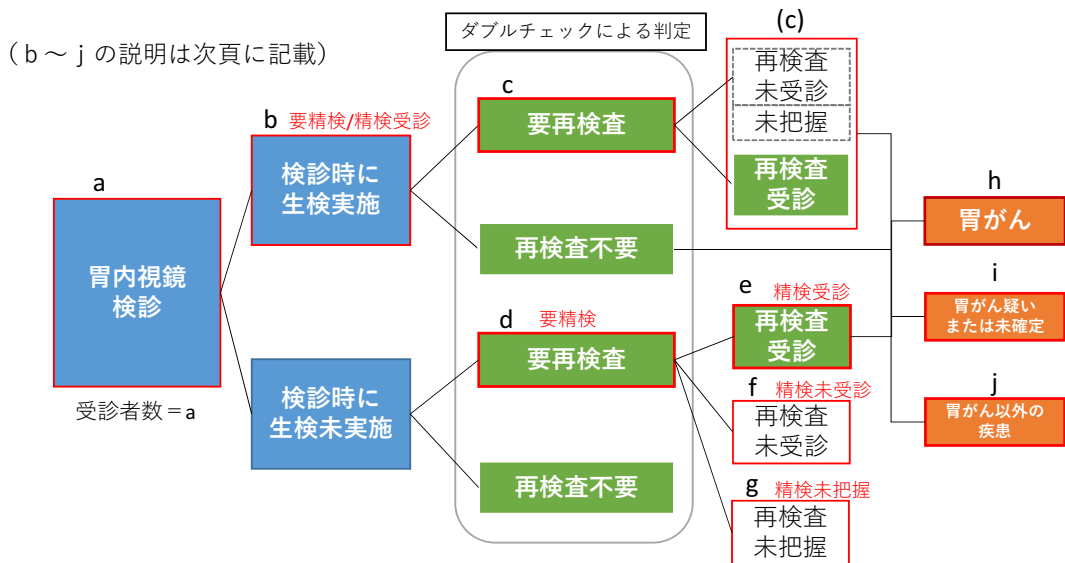 (b～jの説明は次頁に記載)
ダブルチェックによる判定
a
胃内視鏡
検診
受診者数＝a
b 要精検/精検受診
検診時に
生検実施
検診時に
生検未実施
c
要再検査
再検査不要
d 要精検
要再検査
再検査不要
(c)
再検査
未受診
未把握
再検査
受診
e 精検受診
再検査
受診
f 精検未受診
再検査
未受診
g 精検未把握
再検査
未把握
h
胃がん
i
胃がん疑い
または未確定
j
胃がん以外の
疾患